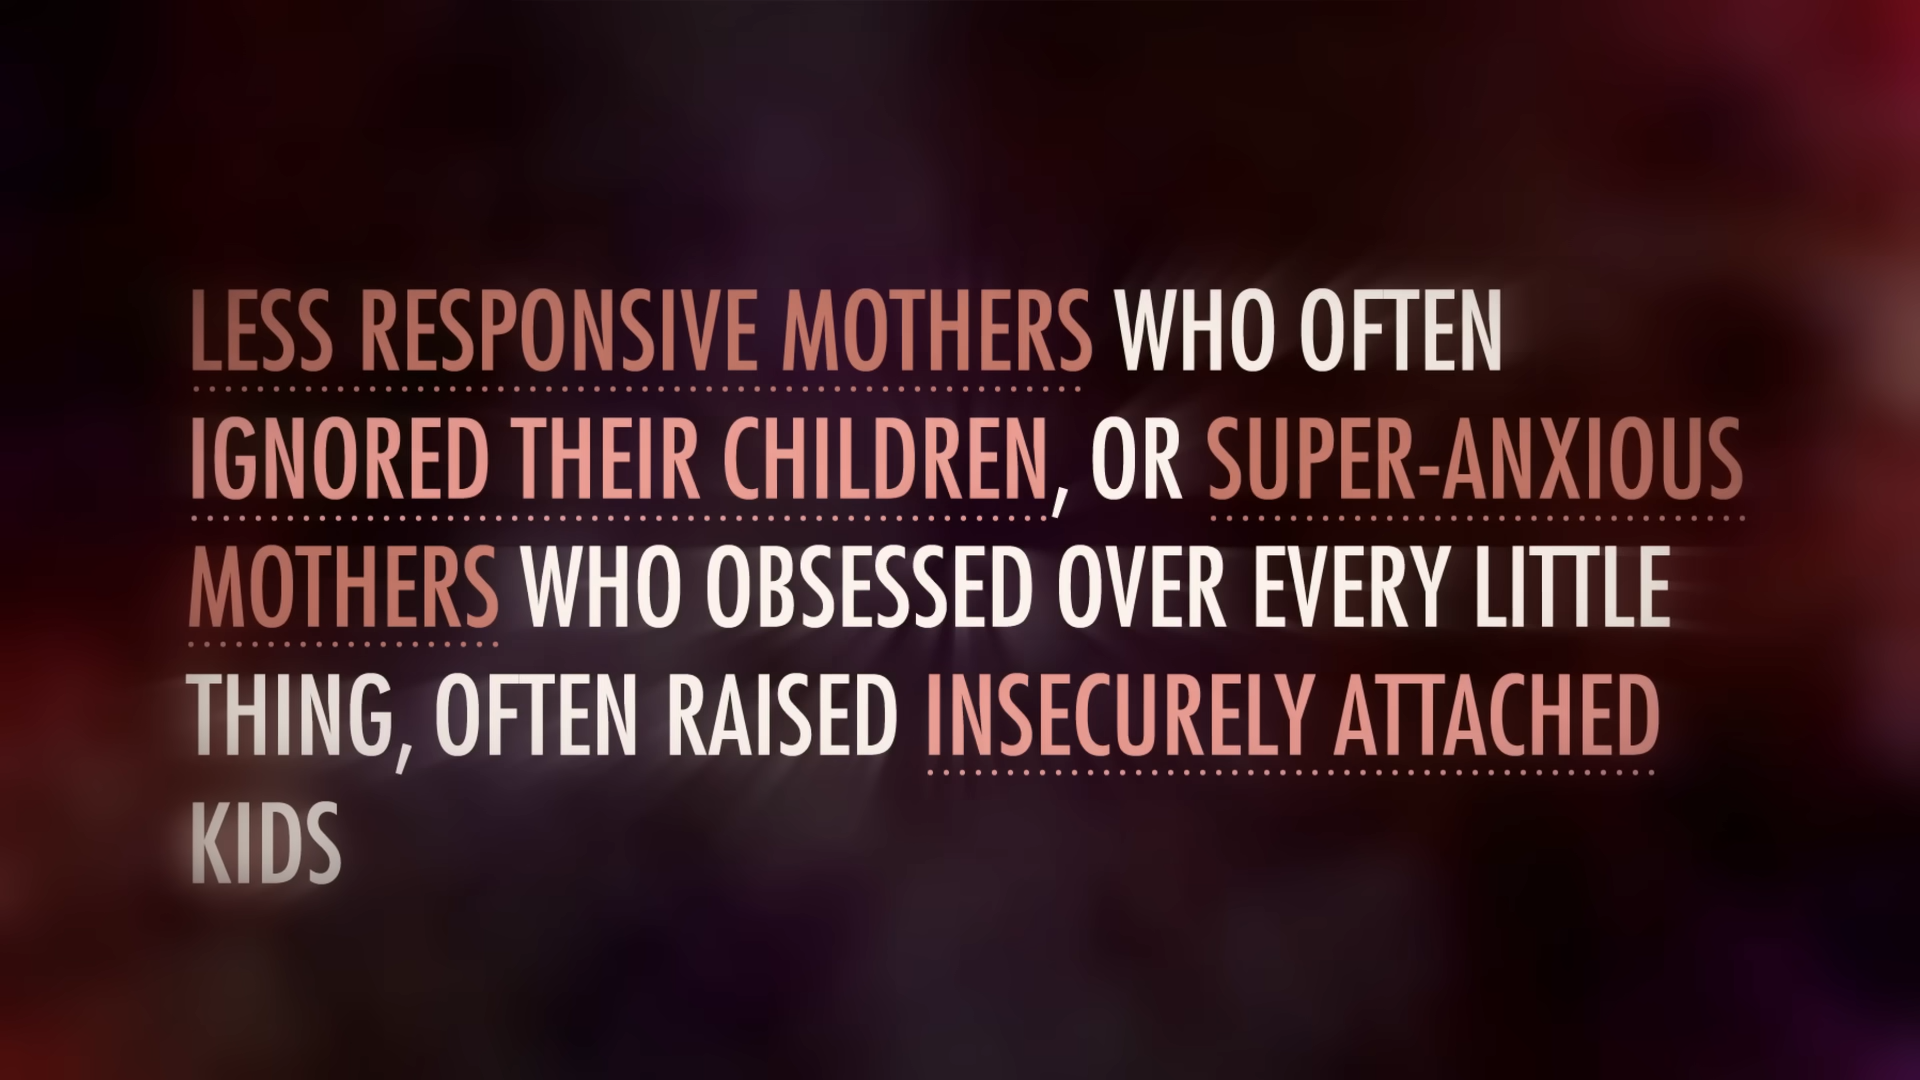 LESS RESPONSIVE MOTHERS WHO OFTEN
IGNORED THEIR CHILDREN, OR SUPER-ANXIOUS
MOTHERS WHO OBSESSED OVER EVERY LITTLE
THING, OFTEN RAISED INSECURELY ATTACHED
KIDS